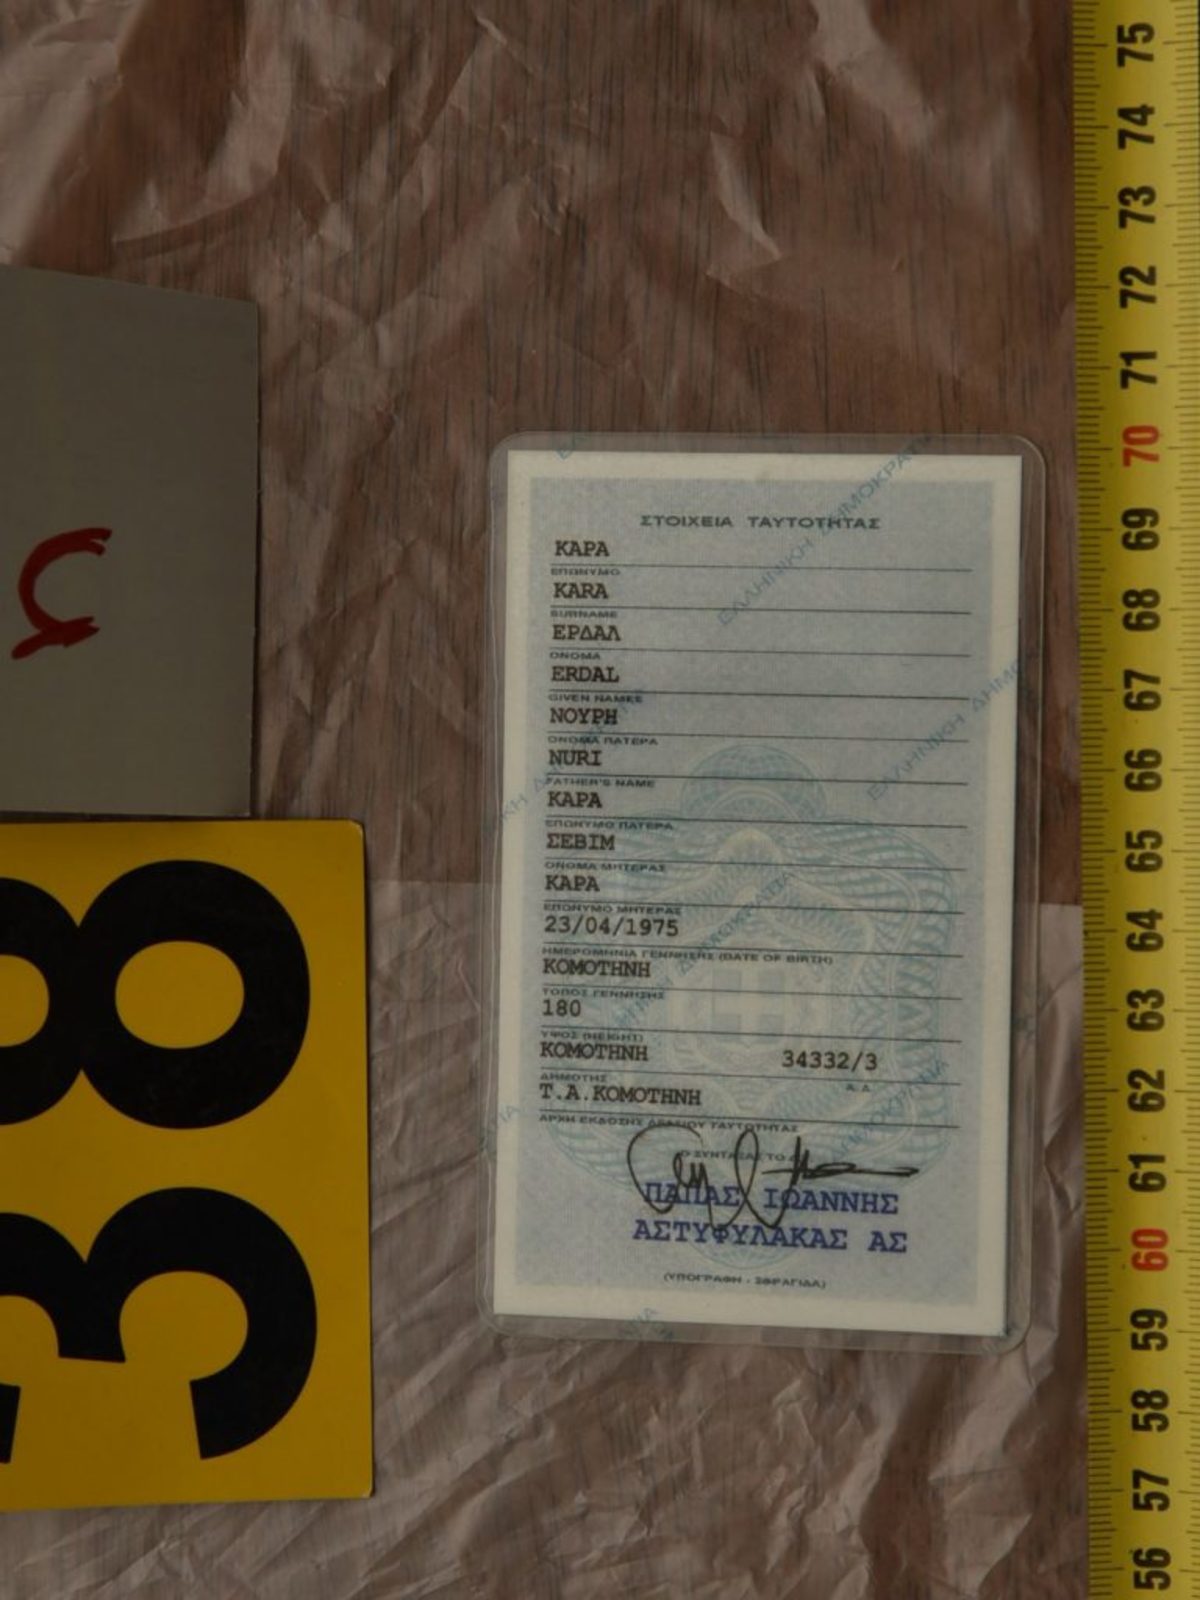 ΣΤΟΙΧΕΙΑ ΤΑΥΤΟΤΗΤΑΣ
ΚΑΡΑ
ΕΠΩΝΥΜΟ
KARA
SURNAME
ΕΡΔΑΛ
ΟΝΟΜΑ
ERDAL
GIVEN NAMES
ΝΟΥΡΗ
ΟΝΟΜΑ ΠΑΤΕΡΑ
NURI
FATHER'S NAME
ΚΑΡΑ
ΕΠΩΝΥΜΟ ΠΑΤΕΡΑ
ΣΕΒΙΜ
ΟΝΟΜΑ ΜΗΤΕΡΑΣ
ΚΑΡΑ
ΕΠΩΝΥΜΟ ΜΗΤΕΡΑΣ
23/04/1975
ΗΜΕΡΟΜΗΝΙΑ ΓΕΝΝΗΣΗΣ (DATE OF BIRTH)
ΚΟΜΟΤΗΝΗ
ΤΟΠΟΣ ΓΕΝΝΗΣΗΣ
180
ΥΨΟΣ (HEIGHT)
ΚΟΜΟΤΗΝΗ 34332/3
ΔΗΜΟΤΗΣ Α.Δ.
Τ.Α.ΚΟΜΟΤΗΝΗ
ΑΡΧΗ ΕΚΔΟΣΗΣ ΔΕΛΤΙΟΥ ΤΑΥΤΟΤΗΤΑΣ
Ο ΣΥΝΤΑΞΑΣ ΤΟ
ΠΑΠΑΣ ΙΩΑΝΝΗΣ
ΑΣΤΥΦΥΛΑΚΑΣ ΑΣ
(ΥΠΟΓΡΑΦΗ - ΣΦΡΑΓΙΔΑ)
ΕΛΛΗΝΙΚΗ ΔΗΜΟΚΡΑΤΙΑ
38
75
74
73
72
71
70
69
68
67
66
65
64
63
62
61
60
59
58
57
56